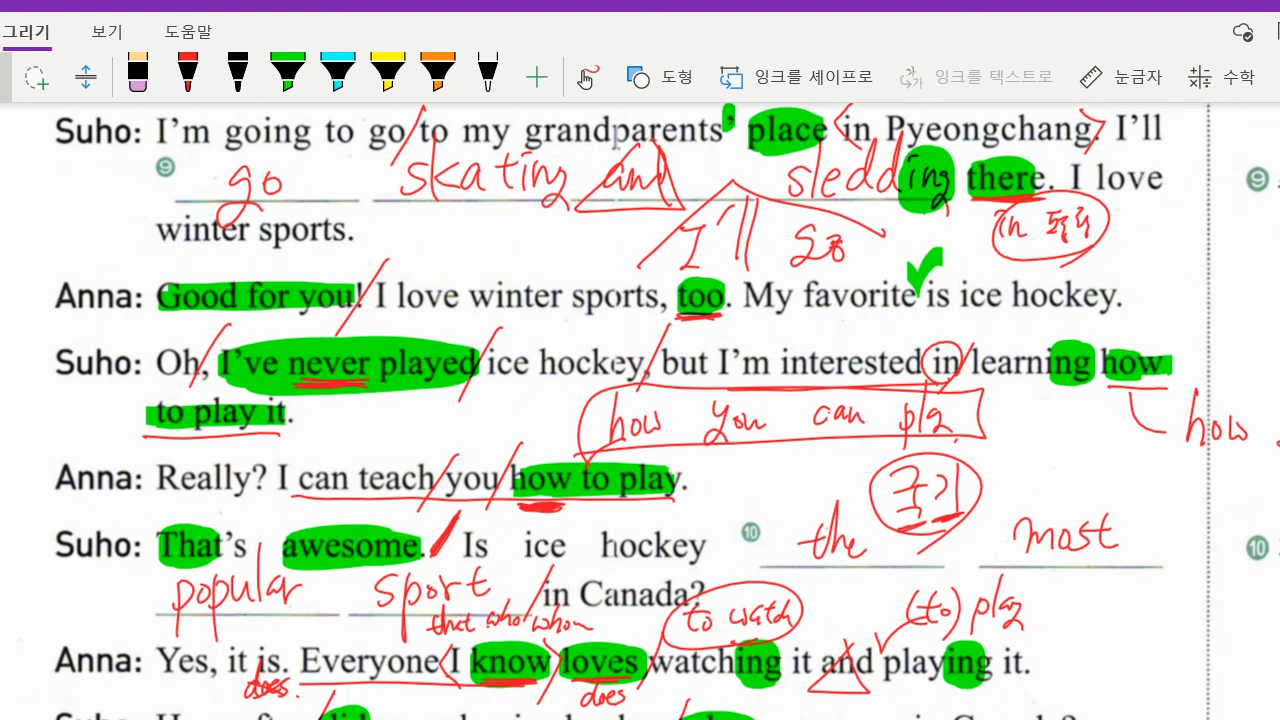 그리기 보기 도움말
도형 잉크를 셰이프로 잉크를 텍스트로 눈금자 수학
Suho: I'm going to go to my grandparents' place in Pyeongchang. I'll
⑨ go skating and sledding there. I love ⑨
winter sports. I'll go in
Anna: Good for you! I love winter sports, too. My favorite is ice hockey.
Suho: Oh, I've never played ice hockey, but I'm interested in learning how
to play it. how you can play how
Anna: Really? I can teach you how to play.
Suho: That's awesome. Is ice hockey ⑩ the most ⑩
popular sport in Canada?
that who/whom to watch (to) play
Anna: Yes, it is. Everyone I know loves watching it and playing it.
does. does
in Canada?